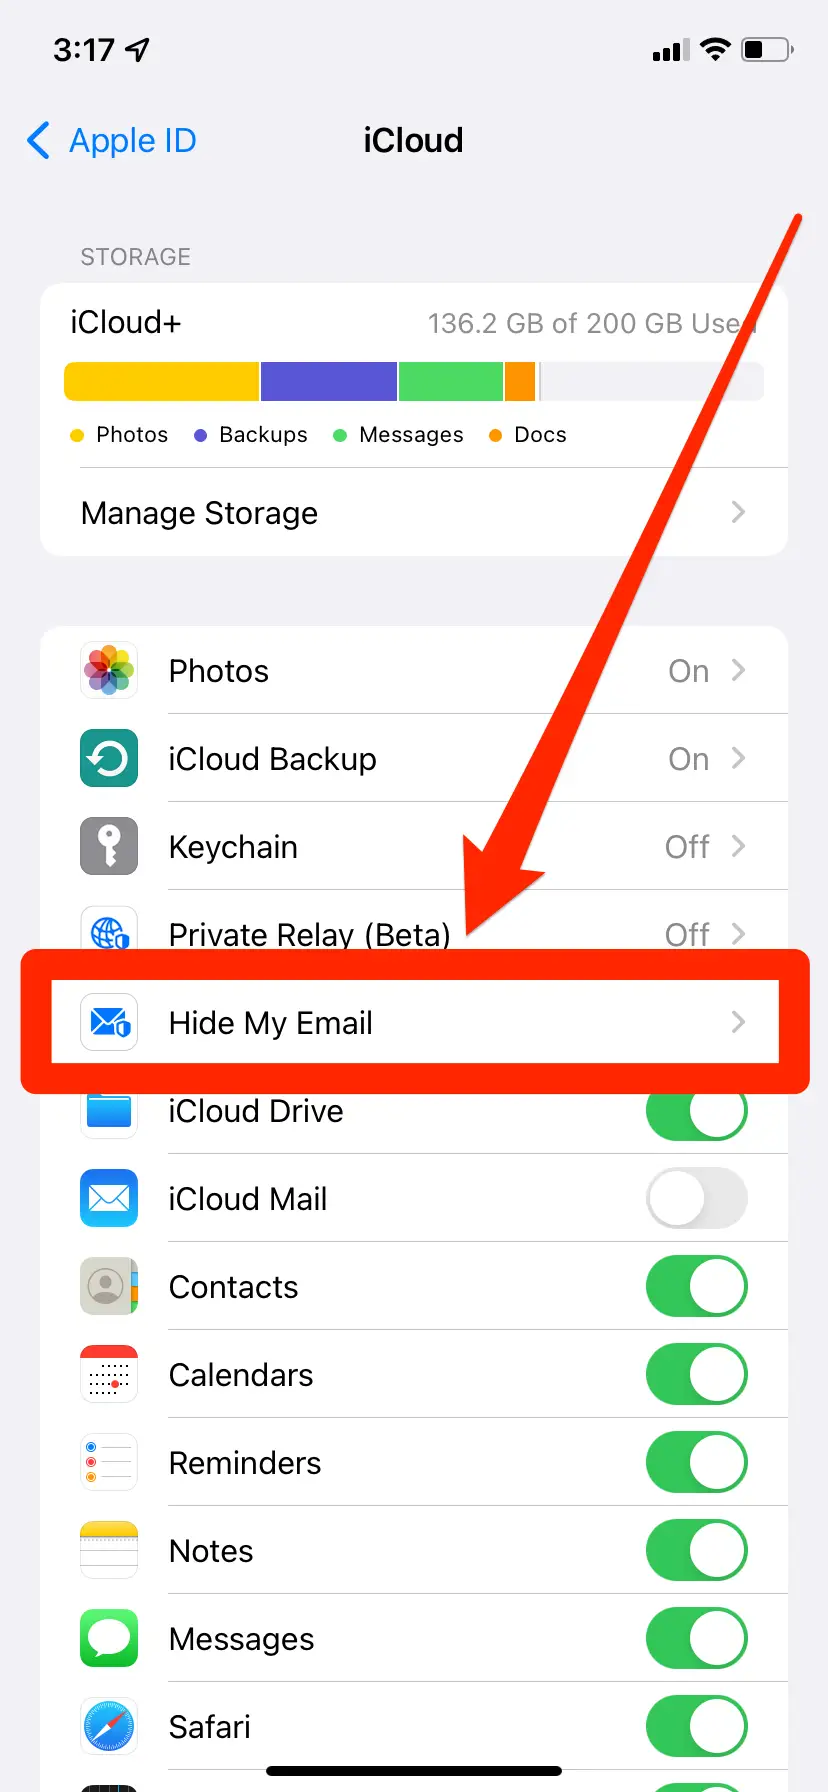 3:17
Apple ID
iCloud
STORAGE
iCloud+ 136.2 GB of 200 GB Used
Photos Backups Messages Docs
Manage Storage
Photos On
iCloud Backup On
Keychain Off
Private Relay (Beta) Off
Hide My Email
iCloud Drive
iCloud Mail
Contacts
Calendars
Reminders
Notes
Messages
Safari